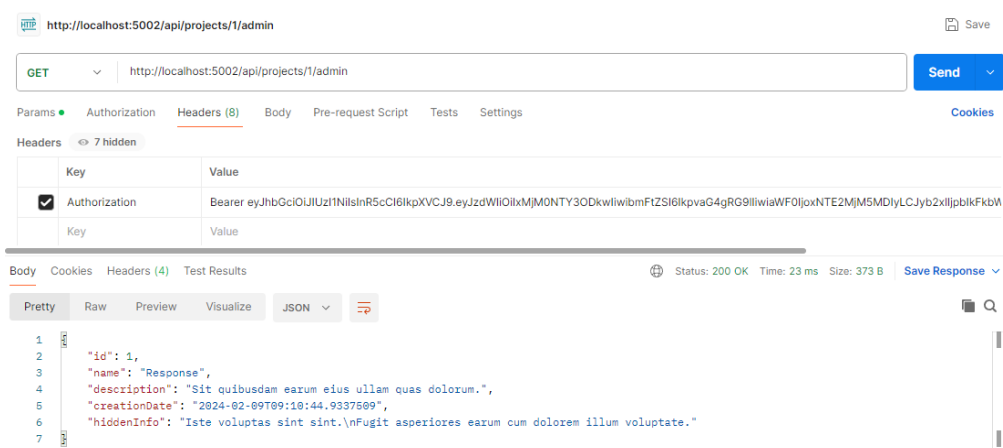 HTTP http://localhost:5002/api/projects/1/admin Save
GET http://localhost:5002/api/projects/1/admin Send
Params Authorization Headers (8) Body Pre-request Script Tests Settings Cookies
Headers 7 hidden
Key Value
Authorization Bearer eyJhbGciOiJIUzI1NiIsInR5cCI6IkpXVCJ9.eyJzdWIiOiIxMjM0NTY3ODkwIiwibmFtZSI6IkpvaG4gRG9lIiwiaWF0IjoxNTE2MjM5MDIyLCJyb2xlIjpbIkFkbW
Key Value
Body Cookies Headers (4) Test Results Status: 200 OK Time: 23 ms Size: 373 B Save Response
Pretty Raw Preview Visualize JSON
1 {
2 "id": 1,
3 "name": "Response",
4 "description": "Sit quibusdam earum eius ullam quas dolorum.",
5 "creationDate": "2024-02-09T09:10:44.9337509",
6 "hiddenInfo": "Iste voluptas sint sint.\nFugit asperiores earum cum dolorem illum voluptate."
7 }